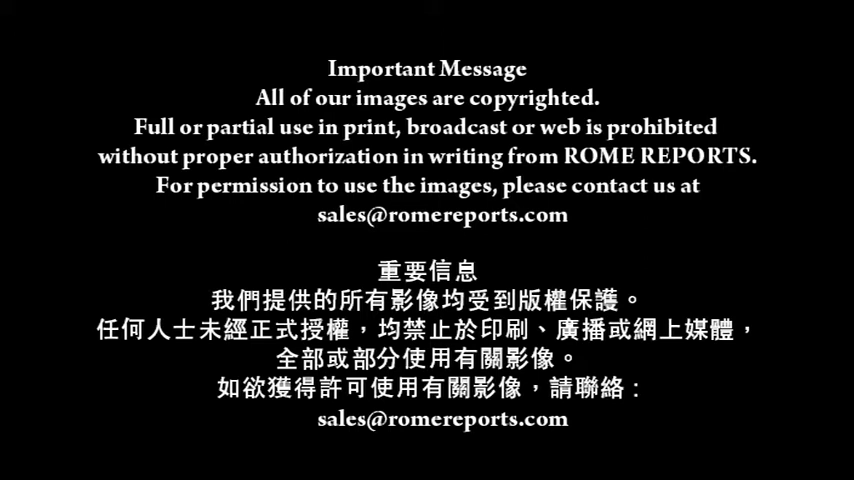 Important Message
All of our images are copyrighted.
Full or partial use in print, broadcast or web is prohibited
without proper authorization in writing from ROME REPORTS.
For permission to use the images, please contact us at
sales@romereports.com
重要信息
我們提供的所有影像均受到版權保護。
任何人士未經正式授權，均禁止於印刷、廣播或網上媒體，
全部或部分使用有關影像。
如欲獲得許可使用有關影像，請聯絡：
sales@romereports.com